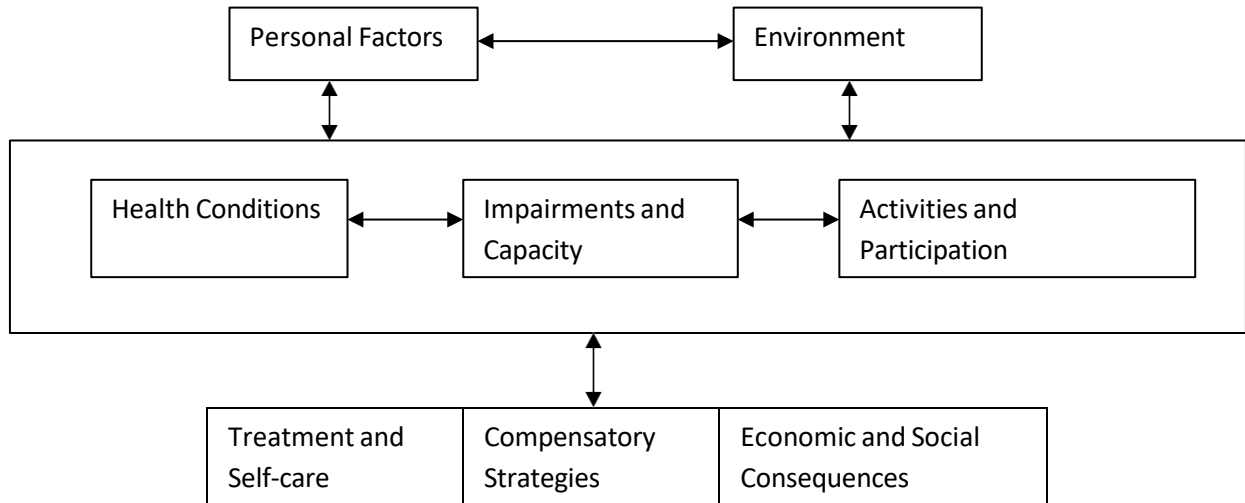 Personal Factors
Environment
Health Conditions
Impairments and
Capacity
Activities and
Participation
Treatment and
Self-care
Compensatory
Strategies
Economic and Social
Consequences